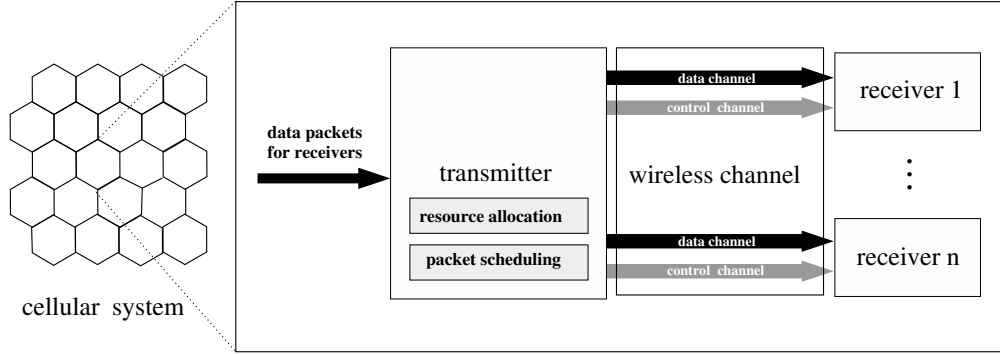 cellular system
data packets
for receivers
transmitter
resource allocation
packet scheduling
data channel
control channel
wireless channel
data channel
control channel
receiver 1
receiver n